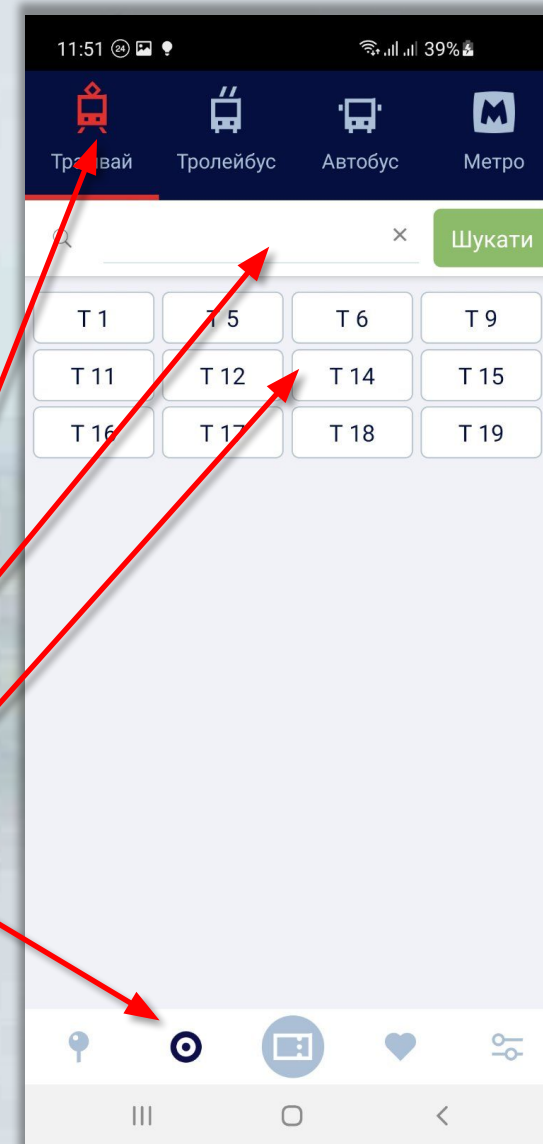 11:51 24 39%
Трамвай Тролейбус Автобус Метро
Шукати
T 1 T 5 T 6 T 9
T 11 T 12 T 14 T 15
T 16 T 17 T 18 T 19